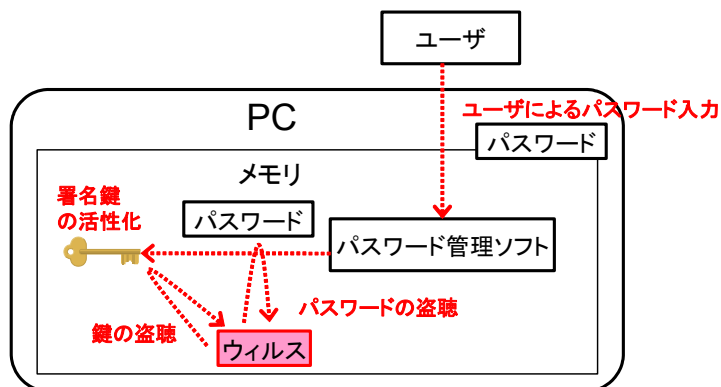 ユーザ
PC
ユーザによるパスワード入力
パスワード
メモリ
署名鍵
の活性化
パスワード
パスワード管理ソフト
パスワードの盗聴
鍵の盗聴
ウィルス